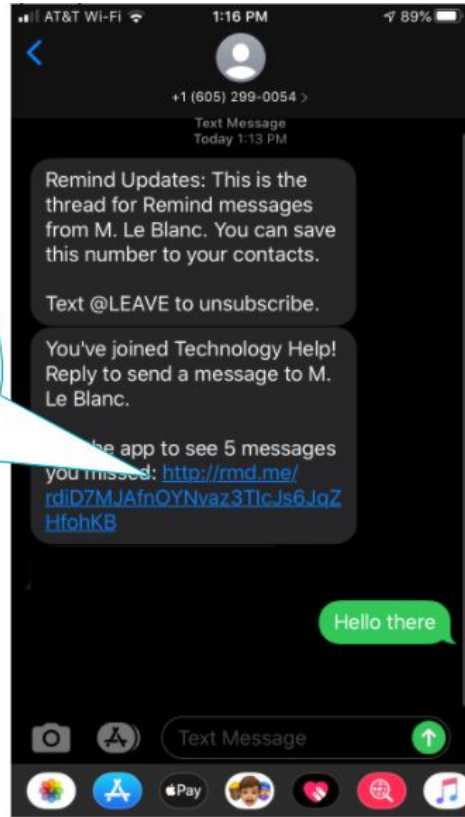 AT&T Wi-Fi
1:16 PM
89%
+1 (605) 299-0054 >
Text Message
Today 1:13 PM
Remind Updates: This is the
thread for Remind messages
from M. Le Blanc. You can save
this number to your contacts.
Text @LEAVE to unsubscribe.
You've joined Technology Help!
Reply to send a message to M.
Le Blanc.
app to see 5 messages
you missed: http://rmd.me/
rdiD7MJAfnOYNvaz3TIcJs6JqZ
HfohKB
Hello there
Text Message
Pay